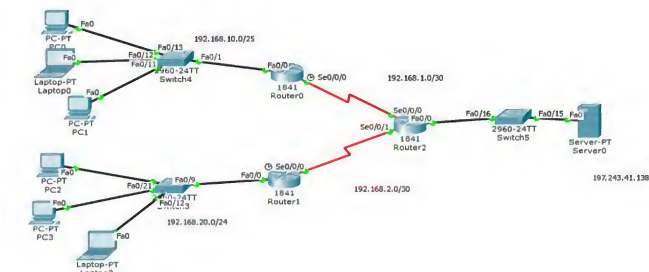 Fa0
PC-PT
PC0
Fa0
Laptop-PT
Laptop0
Fa0
PC-PT
PC1
Fa0/13
Fa0/12
Fa0/11
Fa0/1
2960-24TT
Switch4
192.168.10.0/25
Fa0/0
Se0/0/0
1841
Router0
192.168.1.0/30
Se0/0/0
Se0/0/1
Fa0/0
1841
Router2
Fa0/16
Fa0/15
2960-24TT
Switch5
Fa0
Server-PT
Server0
197.243.41.138
Fa0
PC-PT
PC2
Fa0
PC-PT
PC3
Fa0
Laptop-PT
Fa0/21
Fa0/9
Fa0/12
192.168.20.0/24
Fa0/0
Se0/0/0
1841
Router1
192.168.2.0/30